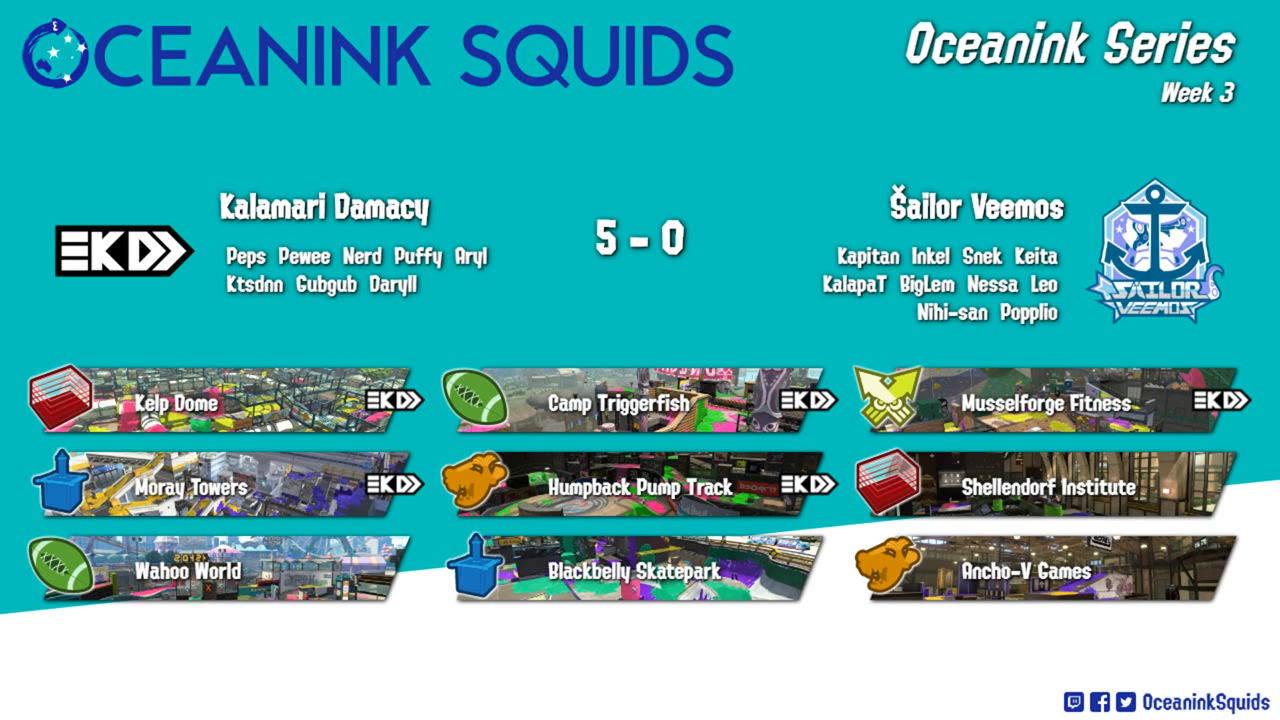 OCEANINK SQUIDS
Oceanink Series
Week 3
Kalamari Damacy
Peps Pewee Nerd Puffy Aryl
Ktsdnn Gubgub Daryll
EKD
5 - 0
Šailor Veemos
Kapitan Inkel Snek Keita
KalapaT BigLem Nessa Leo
Nihi-san Popplio
SAILOR
VEEMOS
Kelp Dome
EKD
Camp Triggerfish
EKD
Musselforge Fitness
EKD
Moray Towers
EKD
Humpback Pump Track
EKD
Shellendorf Institute
Wahoo World
Blackbelly Skatepark
Ancho-V Games
OceaninkSquids